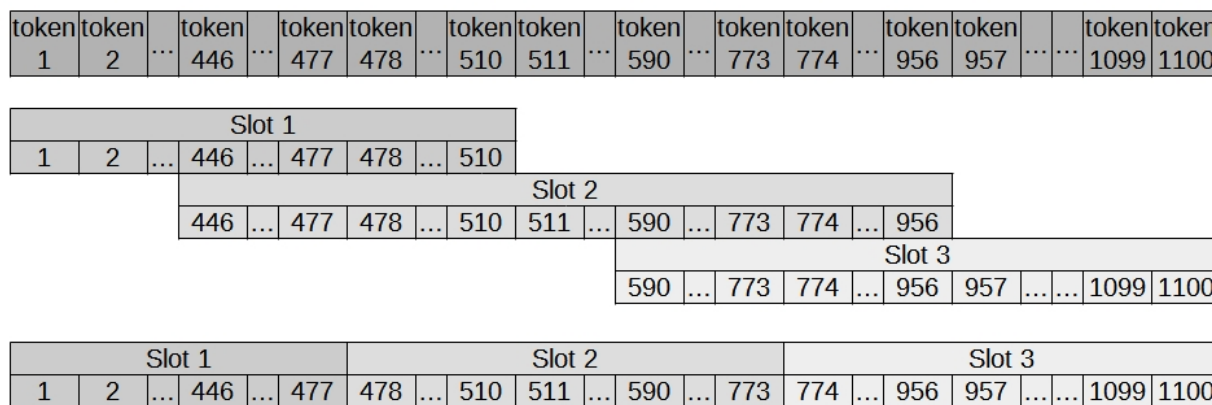 token token ... token ... token token ... token token ... token ... token token ... token token ... ... token token
1 2 446 477 478 510 511 590 773 774 956 957 1099 1100
Slot 1
1 2 ... 446 ... 477 478 ... 510
Slot 2
446 ... 477 478 ... 510 511 ... 590 ... 773 774 ... 956
Slot 3
590 ... 773 774 ... 956 957 ... ... 1099 1100
Slot 1 Slot 2 Slot 3
1 2 ... 446 ... 477 478 ... 510 511 ... 590 ... 773 774 ... 956 957 ... ... 1099 1100